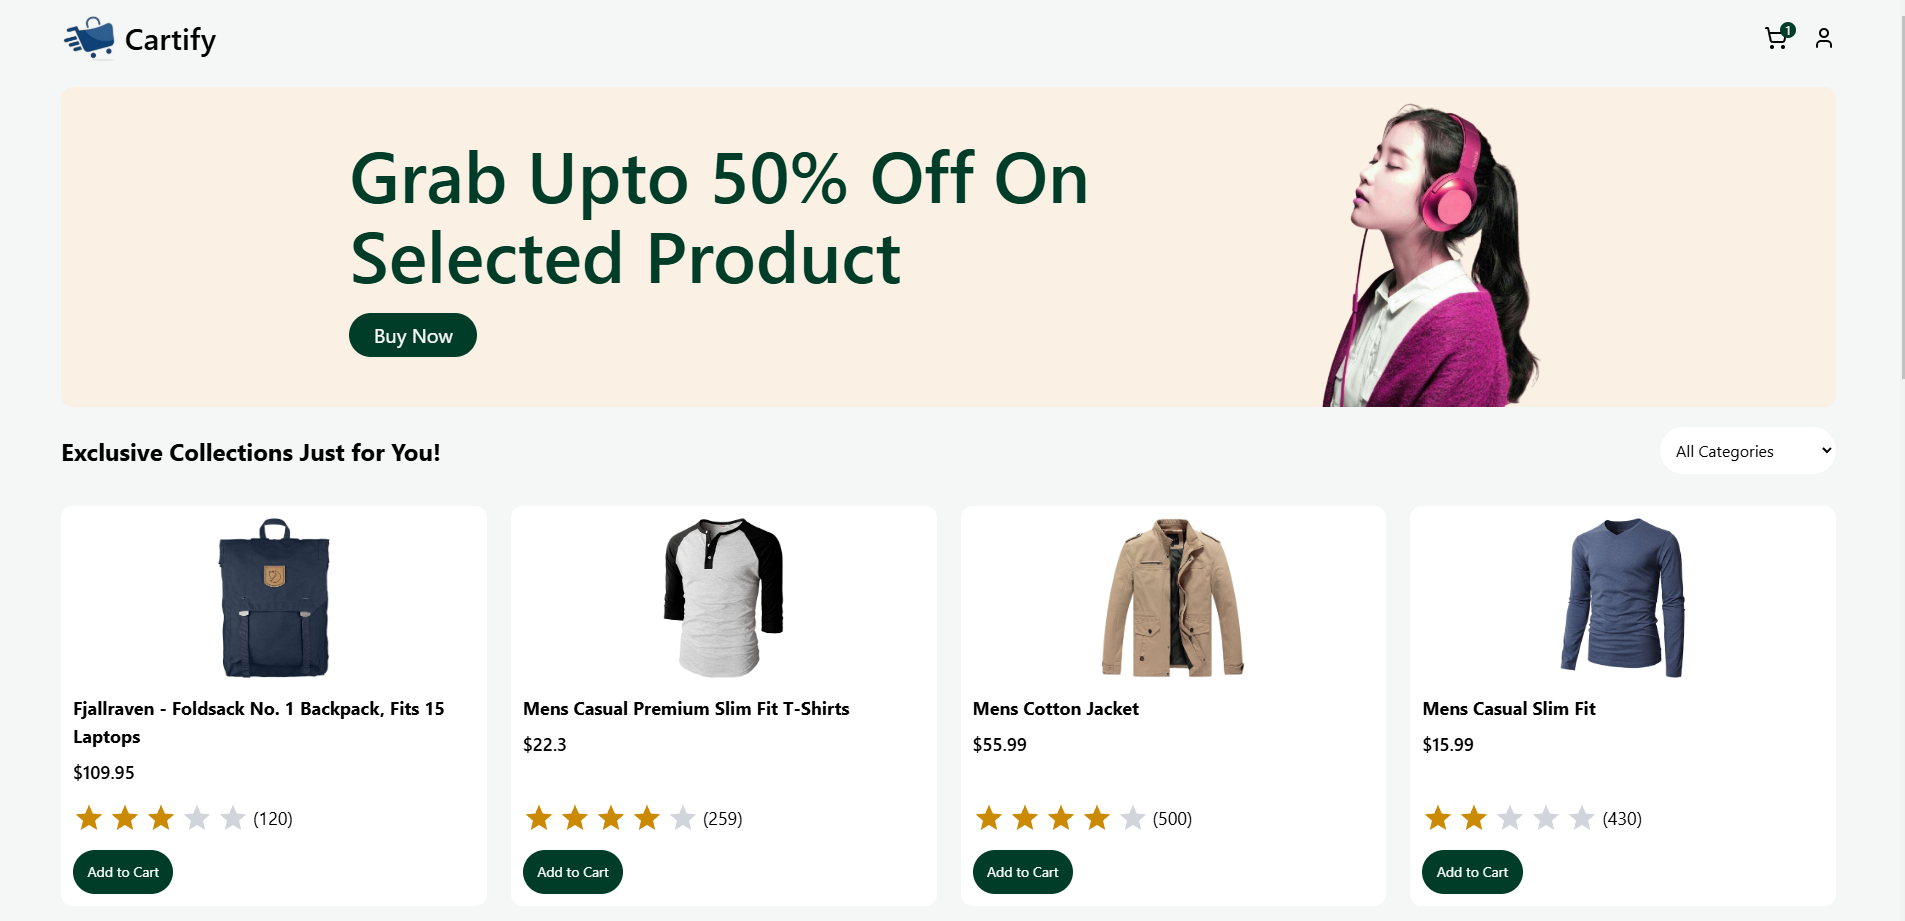 Cartify
1
Grab Upto 50% Off On
Selected Product
Buy Now
Exclusive Collections Just for You!
All Categories
Fjallraven - Foldsack No. 1 Backpack, Fits 15
Laptops
$109.95
(120)
Add to Cart
Mens Casual Premium Slim Fit T-Shirts
$22.3
(259)
Add to Cart
Mens Cotton Jacket
$55.99
(500)
Add to Cart
Mens Casual Slim Fit
$15.99
(430)
Add to Cart